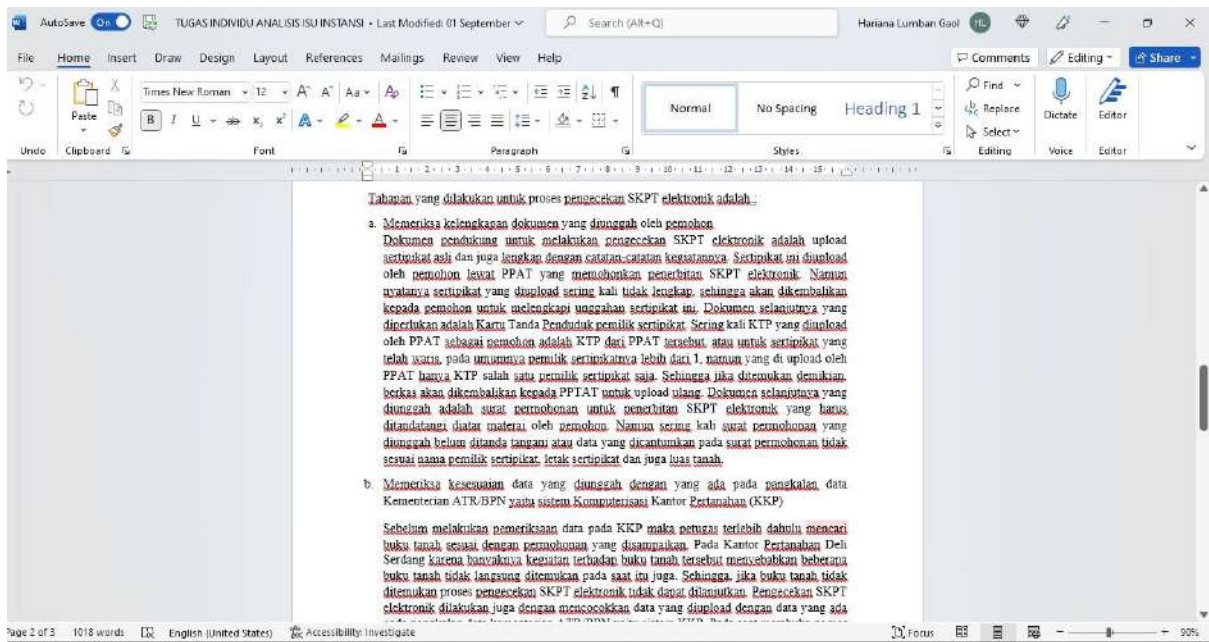 AutoSave On TUGAS INDIVIDU ANALISIS ISU INSTANSI • Last Modified: 01 September Search (Alt+Q) Hariana Lumban Gaol HL
File Home Insert Draw Design Layout References Mailings Review View Help Comments Editing Share
Paste Times New Roman 12 Normal No Spacing Heading 1 Find Replace Select Dictate Editor
Undo Clipboard Font Paragraph Styles Editing Voice Editor
Tahapan yang dilakukan untuk proses pengecekan SKPT elektronik adalah :
a. Memeriksa kelengkapan dokumen yang diunggah oleh pemohon
Dokumen pendukung untuk melakukan pengecekan SKPT elektronik adalah upload
sertipikat asli dan juga lengkap dengan catatan-catatan kegiatannya. Sertipikat ini diupload
oleh pemohon lewat PPAT yang memohonkan penerbitan SKPT elektronik. Namun
nyatanya sertipikat yang diupload sering kali tidak lengkap, sehingga akan dikembalikan
kepada pemohon untuk melengkapi unggahan sertipikat ini. Dokumen selanjutnya yang
diperlukan adalah Kartu Tanda Penduduk pemilik sertipikat. Sering kali KTP yang diupload
oleh PPAT sebagai pemohon adalah KTP dari PPAT tersebut, atau untuk sertipikat yang
telah waris, pada umumnya pemilik sertipikatnya lebih dari 1, namun yang di upload oleh
PPAT hanya KTP salah satu pemilik sertipikat saja. Sehingga jika ditemukan demikian,
berkas akan dikembalikan kepada PPTAT untuk upload ulang. Dokumen selanjutnya yang
diunggah adalah surat permohonan untuk penerbitan SKPT elektronik yang harus
ditandatangi diatar materai oleh pemohon. Namun sering kali surat permohonan yang
diunggah belum ditanda tangani atau data yang dicantumkan pada surat permohonan tidak
sesuai nama pemilik sertipikat, letak sertipikat dan juga luas tanah.
b. Memeriksa kesesuaian data yang diunggah dengan yang ada pada pangkalan data
Kementerian ATR/BPN yaitu sistem Komputerisasi Kantor Pertanahan (KKP)
Sebelum melakukan pemeriksaan data pada KKP maka petugas terlebih dahulu mencari
buku tanah sesuai dengan permohonan yang disampaikan. Pada Kantor Pertanahan Deli
Serdang karena banyaknya kegiatan terhadap buku tanah tersebut menyebabkan beberapa
buku tanah tidak langsung ditemukan pada saat itu juga. Sehingga, jika buku tanah tidak
ditemukan proses pengecekan SKPT elektronik tidak dapat dilanjutkan. Pengecekan SKPT
elektronik dilakukan juga dengan mencocokkan data yang diupload dengan data yang ada
Page 2 of 3 1018 words English (United States) Accessibility: Investigate Focus 90%